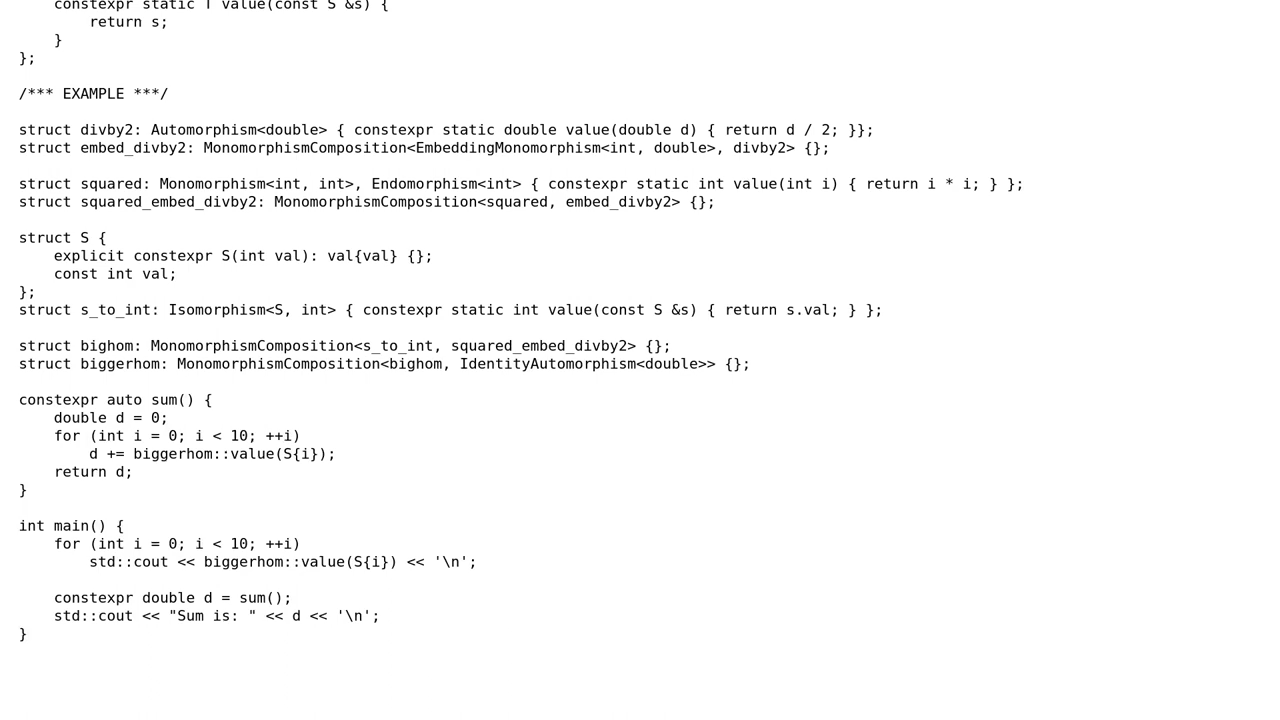 constexpr static T value(const S &s) {
return s;
}
};
/*** EXAMPLE ***/
struct divby2: Automorphism<double> { constexpr static double value(double d) { return d / 2; }};
struct embed_divby2: MonomorphismComposition<EmbeddingMonomorphism<int, double>, divby2> {};
struct squared: Monomorphism<int, int>, Endomorphism<int> { constexpr static int value(int i) { return i * i; } };
struct squared_embed_divby2: MonomorphismComposition<squared, embed_divby2> {};
struct S {
explicit constexpr S(int val): val{val} {};
const int val;
};
struct s_to_int: Isomorphism<S, int> { constexpr static int value(const S &s) { return s.val; } };
struct bighom: MonomorphismComposition<s_to_int, squared_embed_divby2> {};
struct biggerhom: MonomorphismComposition<bighom, IdentityAutomorphism<double>> {};
constexpr auto sum() {
double d = 0;
for (int i = 0; i < 10; ++i)
d += biggerhom::value(S{i});
return d;
}
int main() {
for (int i = 0; i < 10; ++i)
std::cout << biggerhom::value(S{i}) << '\n';
constexpr double d = sum();
std::cout << "Sum is: " << d << '\n';
}